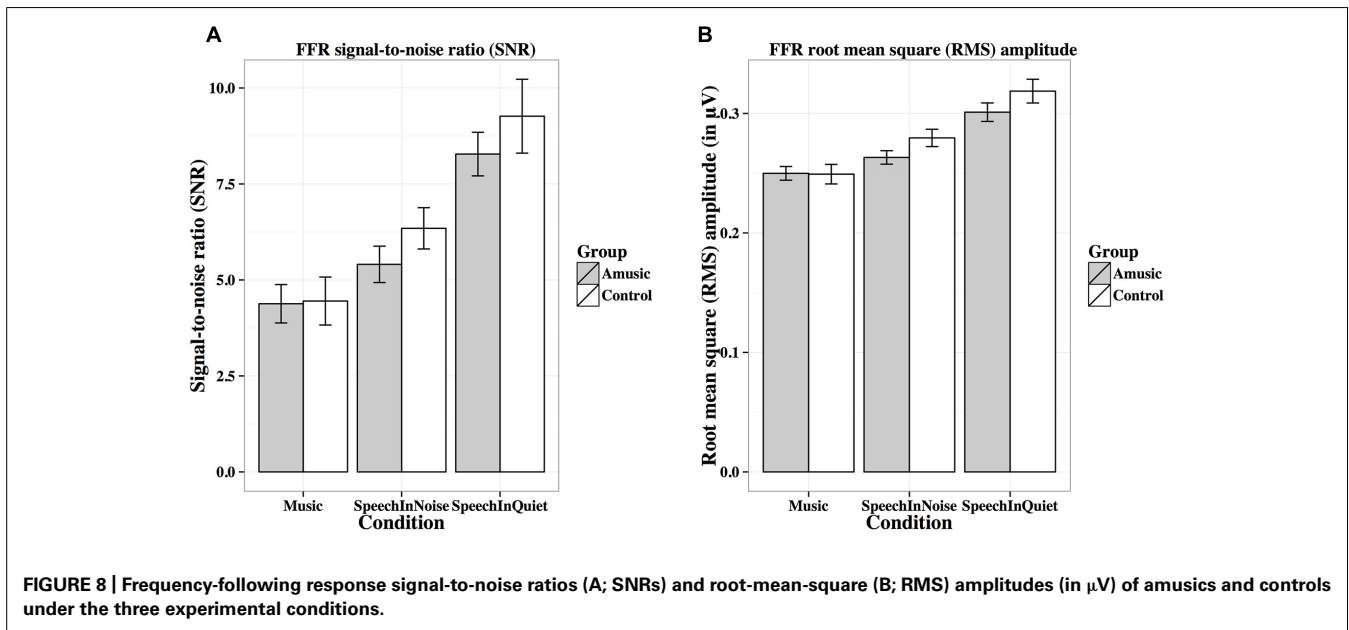 A
FFR signal-to-noise ratio (SNR)
Signal-to-noise ratio (SNR)
10.0
7.5
5.0
2.5
0.0
Music SpeechInNoise SpeechInQuiet
Condition
Group
Amusic
Control
B
FFR root mean square (RMS) amplitude
Root mean square (RMS) amplitude (in μV)
0.3
0.2
0.1
0.0
Music SpeechInNoise SpeechInQuiet
Condition
Group
Amusic
Control
FIGURE 8 | Frequency-following response signal-to-noise ratios (A; SNRs) and root-mean-square (B; RMS) amplitudes (in μV) of amusics and controls
under the three experimental conditions.